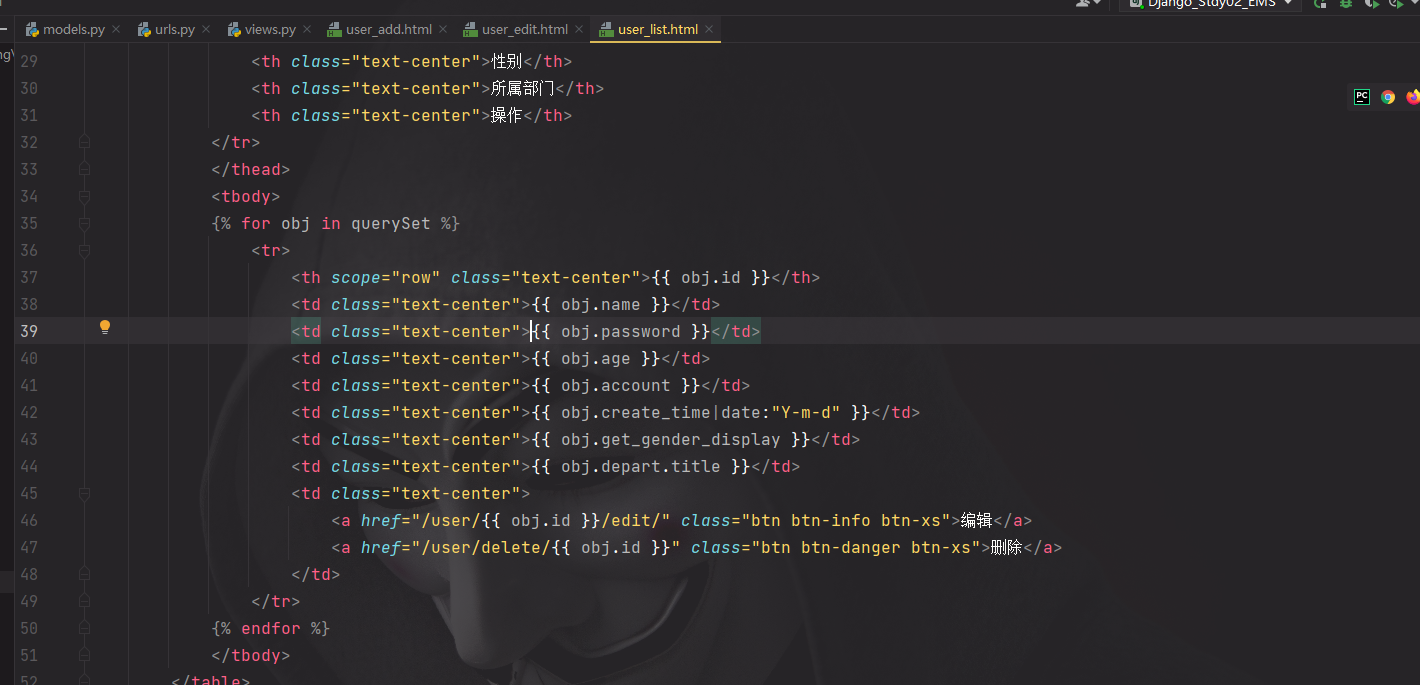 Django_Stdy02_EMS
models.py urls.py views.py user_add.html user_edit.html user_list.html
29 <th class="text-center">性别</th>
30 <th class="text-center">所属部门</th>
31 <th class="text-center">操作</th>
32 </tr>
33 </thead>
34 <tbody>
35 {% for obj in querySet %}
36 <tr>
37 <th scope="row" class="text-center">{{ obj.id }}</th>
38 <td class="text-center">{{ obj.name }}</td>
39 <td class="text-center">{{ obj.password }}</td>
40 <td class="text-center">{{ obj.age }}</td>
41 <td class="text-center">{{ obj.account }}</td>
42 <td class="text-center">{{ obj.create_time|date:"Y-m-d" }}</td>
43 <td class="text-center">{{ obj.get_gender_display }}</td>
44 <td class="text-center">{{ obj.depart.title }}</td>
45 <td class="text-center">
46 <a href="/user/{{ obj.id }}/edit/" class="btn btn-info btn-xs">编辑</a>
47 <a href="/user/delete/{{ obj.id }}" class="btn btn-danger btn-xs">删除</a>
48 </td>
49 </tr>
50 {% endfor %}
51 </tbody>
52 </table>